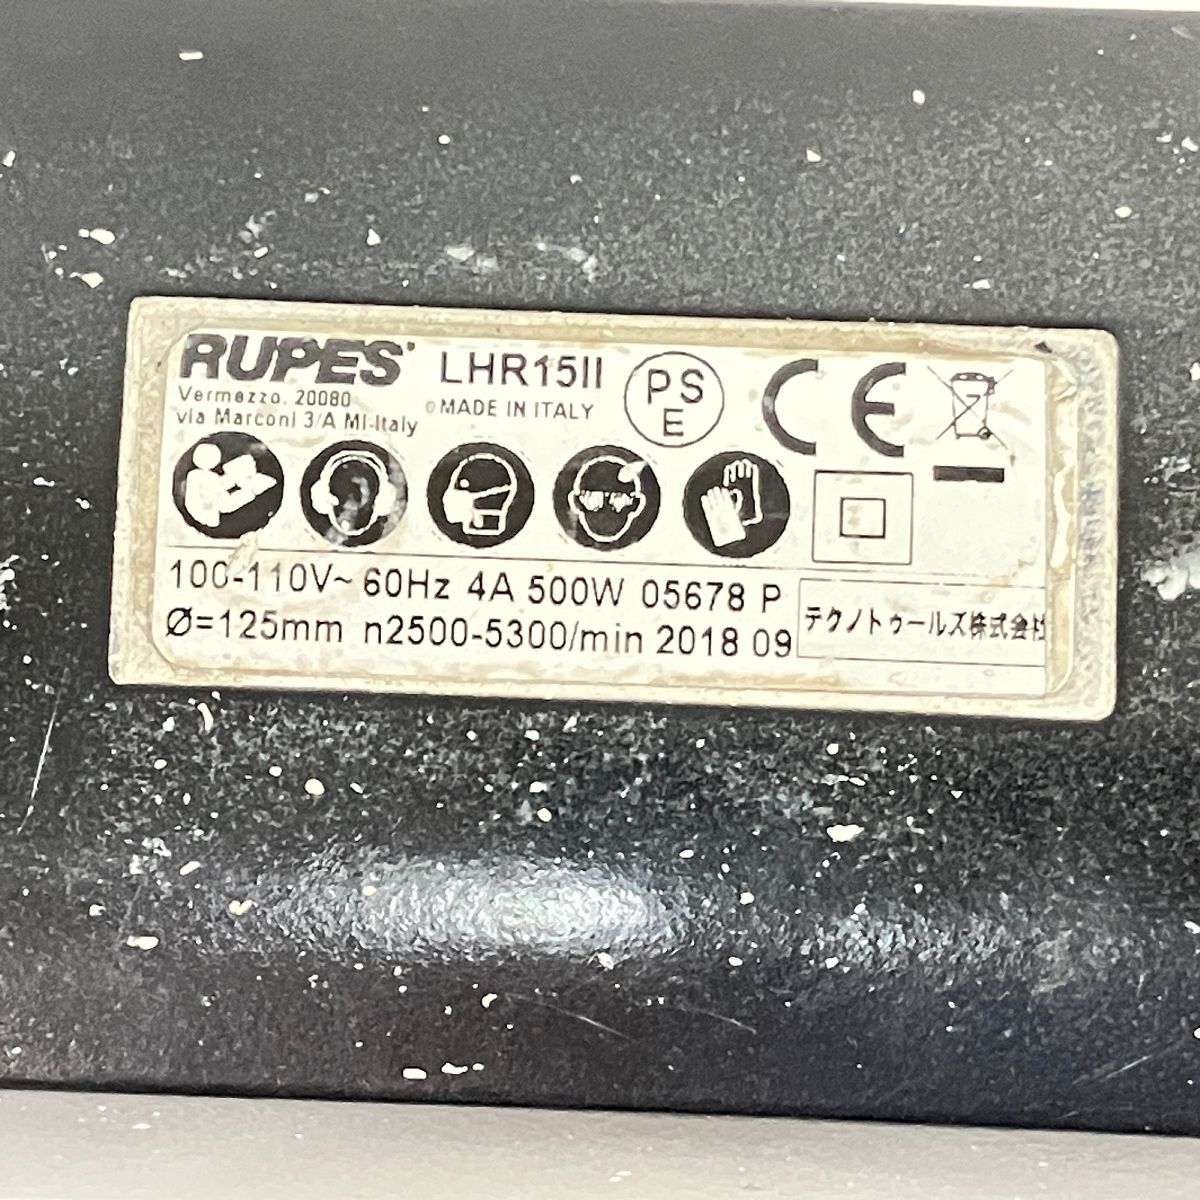 RUPES LHR15II
Vermezzo, 20080
via Marconi 3/A MI-Italy
MADE IN ITALY
PS
E
CE
100-110V~ 60Hz 4A 500W 05678 P
Ø=125mm n2500-5300/min 2018 09
テクノトゥールズ株式会社